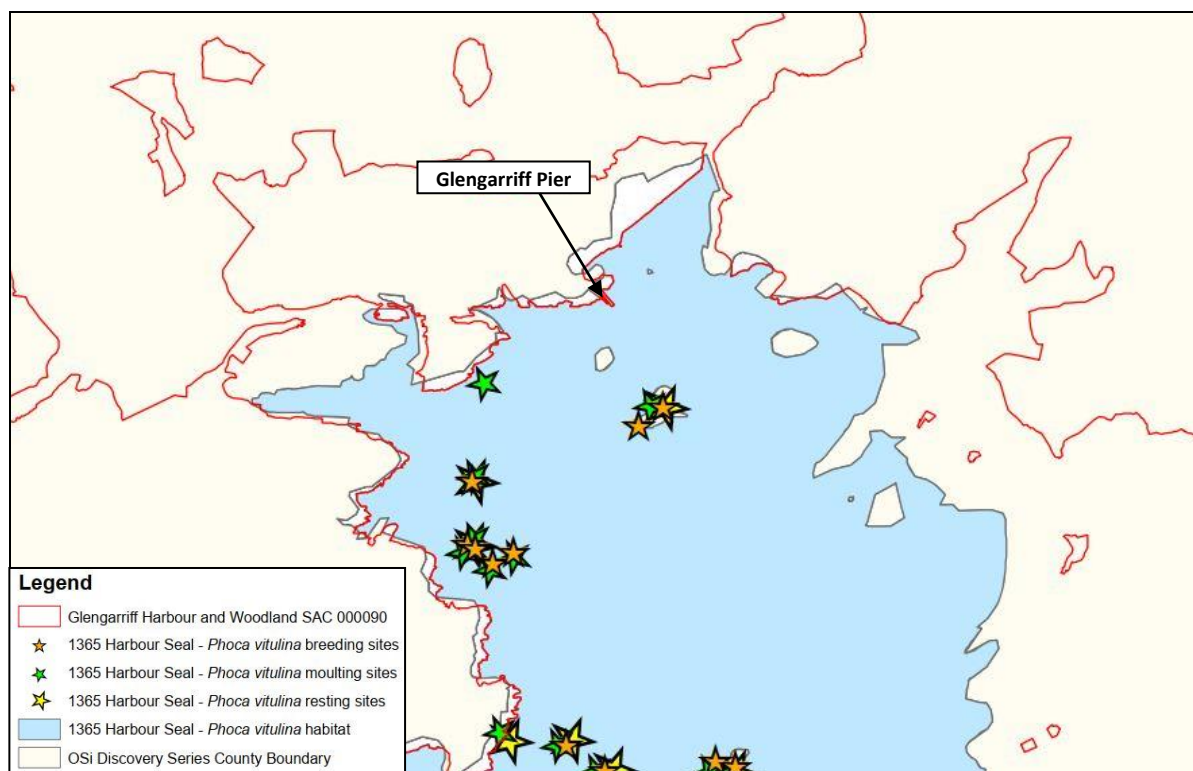 Glengarriff Pier
Legend
Glengarriff Harbour and Woodland SAC 000090
1365 Harbour Seal - Phoca vitulina breeding sites
1365 Harbour Seal - Phoca vitulina moulting sites
1365 Harbour Seal - Phoca vitulina resting sites
1365 Harbour Seal - Phoca vitulina habitat
OSi Discovery Series County Boundary